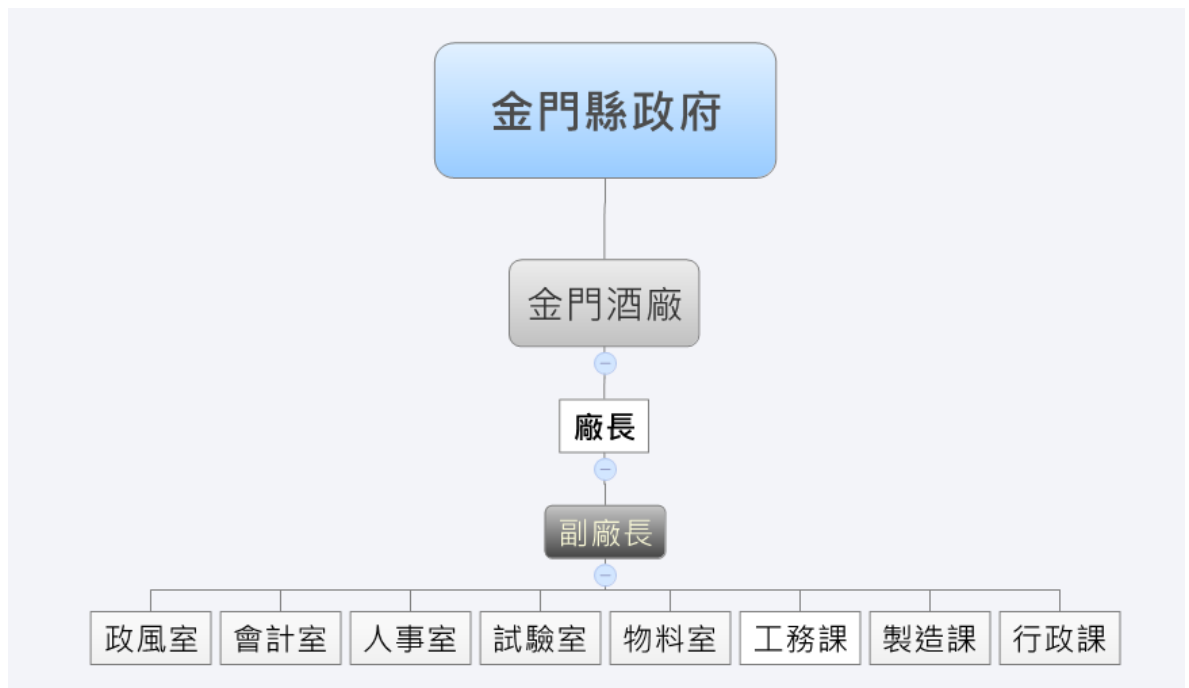 金門縣政府
金門酒廠
廠長
副廠長
政風室 會計室 人事室 試驗室 物料室 工務課 製造課 行政課